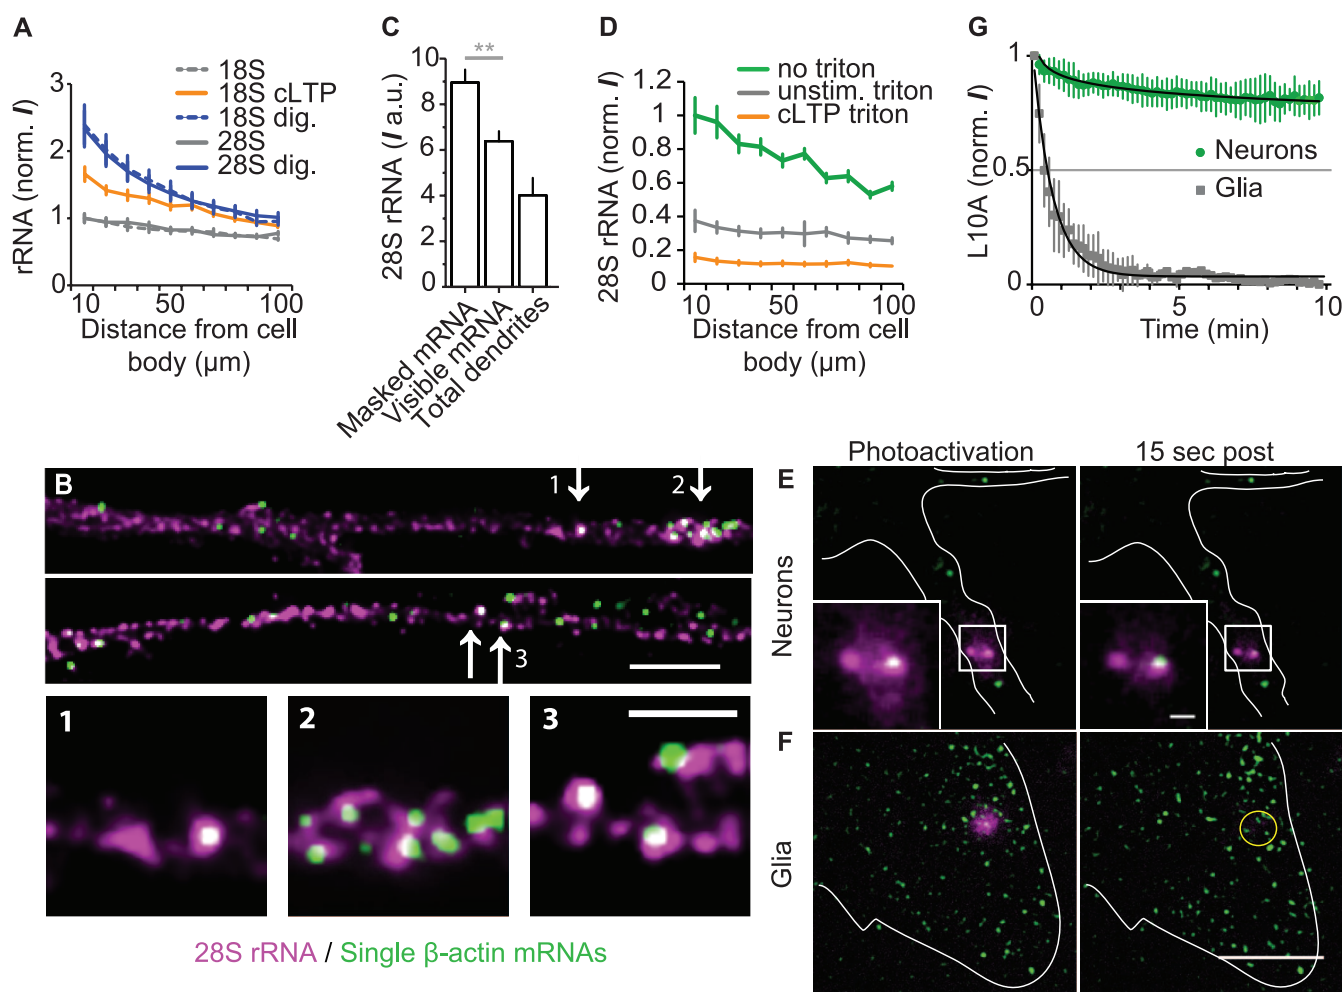 A
rRNA (norm. I)
3
2
1
0
18S
18S cLTP
18S dig.
28S
28S dig.
10 50 100
Distance from cell
body (µm)
C
28S rRNA (I a.u.)
10
8
6
4
2
0
**
Masked mRNA
Visible mRNA
Total dendrites
D
28S rRNA (norm. I)
1.2
1
0.8
0.6
0.4
0.2
0
no triton
unstim. triton
cLTP triton
10 50 100
Distance from cell
body (µm)
G
L10A (norm. I)
1
0.5
0
Neurons
Glia
0 5 10
Time (min)
B
1 2
3
1 2 3
28S rRNA / Single β-actin mRNAs
Photoactivation 15 sec post
E
Neurons
F
Glia